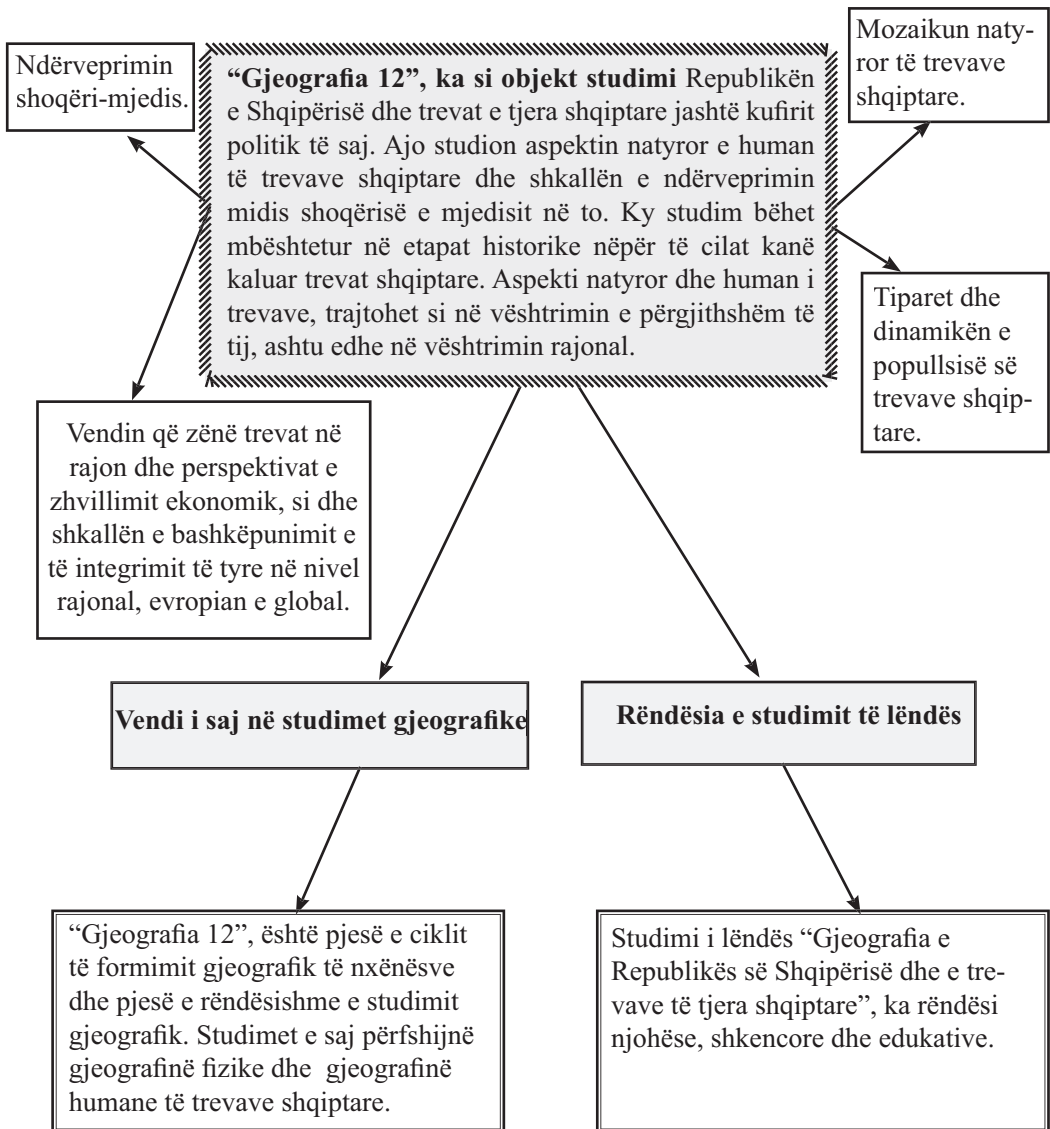 Ndërveprimin
shoqëri-mjedis.
“Gjeografia 12”, ka si objekt studimi Republikën
e Shqipërisë dhe trevat e tjera shqiptare jashtë kufirit
politik të saj. Ajo studion aspektin natyror e human
të trevave shqiptare dhe shkallën e ndërveprimin
midis shoqërisë e mjedisit në to. Ky studim bëhet
mbështetur në etapat historike nëpër të cilat kanë
kaluar trevat shqiptare. Aspekti natyror dhe human i
trevave, trajtohet si në vështrimin e përgjithshëm të
tij, ashtu edhe në vështrimin rajonal.
Mozaikun naty-
ror të trevave
shqiptare.
Tiparet dhe
dinamikën e
popullsisë së
trevave shqip-
tare.
Vendin që zënë trevat në
rajon dhe perspektivat e
zhvillimit ekonomik, si dhe
shkallën e bashkëpunimit e
të integrimit të tyre në nivel
rajonal, evropian e global.
Vendi i saj në studimet gjeografike
Rëndësia e studimit të lëndës
“Gjeografia 12”, është pjesë e ciklit
të formimit gjeografik të nxënësve
dhe pjesë e rëndësishme e studimit
gjeografik. Studimet e saj përfshijnë
gjeografinë fizike dhe gjeografinë
humane të trevave shqiptare.
Studimi i lëndës “Gjeografia e
Republikës së Shqipërisë dhe e tre-
vave të tjera shqiptare”, ka rëndësi
njohëse, shkencore dhe edukative.